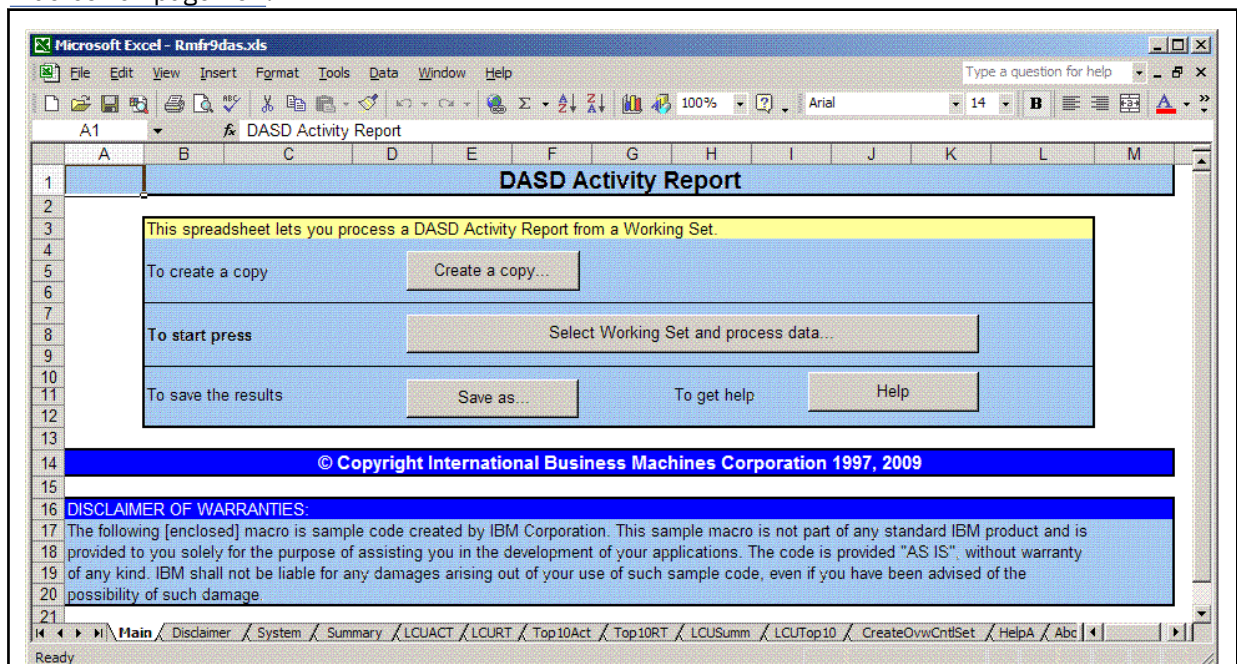 Microsoft Excel - Rmfr9das.xls
File Edit View Insert Format Tools Data Window Help Type a question for help
100% Arial 14 B A
A1 fx DASD Activity Report
A B C D E F G H I J K L M
1 DASD Activity Report
2
3 This spreadsheet lets you process a DASD Activity Report from a Working Set.
4
5 To create a copy Create a copy...
6
7
8 To start press Select Working Set and process data...
9
10
11 To save the results Save as... To get help Help
12
13
14 © Copyright International Business Machines Corporation 1997, 2009
15
16 DISCLAIMER OF WARRANTIES:
17 The following [enclosed] macro is sample code created by IBM Corporation. This sample macro is not part of any standard IBM product and is
18 provided to you solely for the purpose of assisting you in the development of your applications. The code is provided "AS IS", without warranty
19 of any kind. IBM shall not be liable for any damages arising out of your use of such sample code, even if you have been advised of the
20 possibility of such damage.
21
Main Disclaimer System Summary LCUACT LCURT Top10Act Top10RT LCUSumm LCUTop10 CreateOvwCntlSet HelpA Abc
Ready